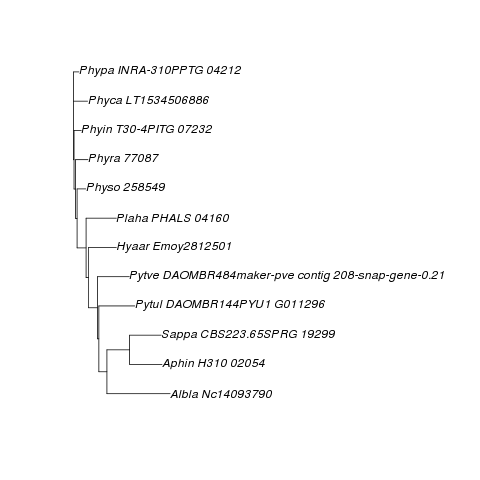 Phypa INRA-310PPTG 04212
Phyca LT1534506886
Phyin T30-4PITG 07232
Phyra 77087
Physo 258549
Plaha PHALS 04160
Hyaar Emoy2812501
Pytve DAOMBR484maker-pve contig 208-snap-gene-0.21
Pytul DAOMBR144PYU1 G011296
Sappa CBS223.65SPRG 19299
Aphin H310 02054
Albla Nc14093790